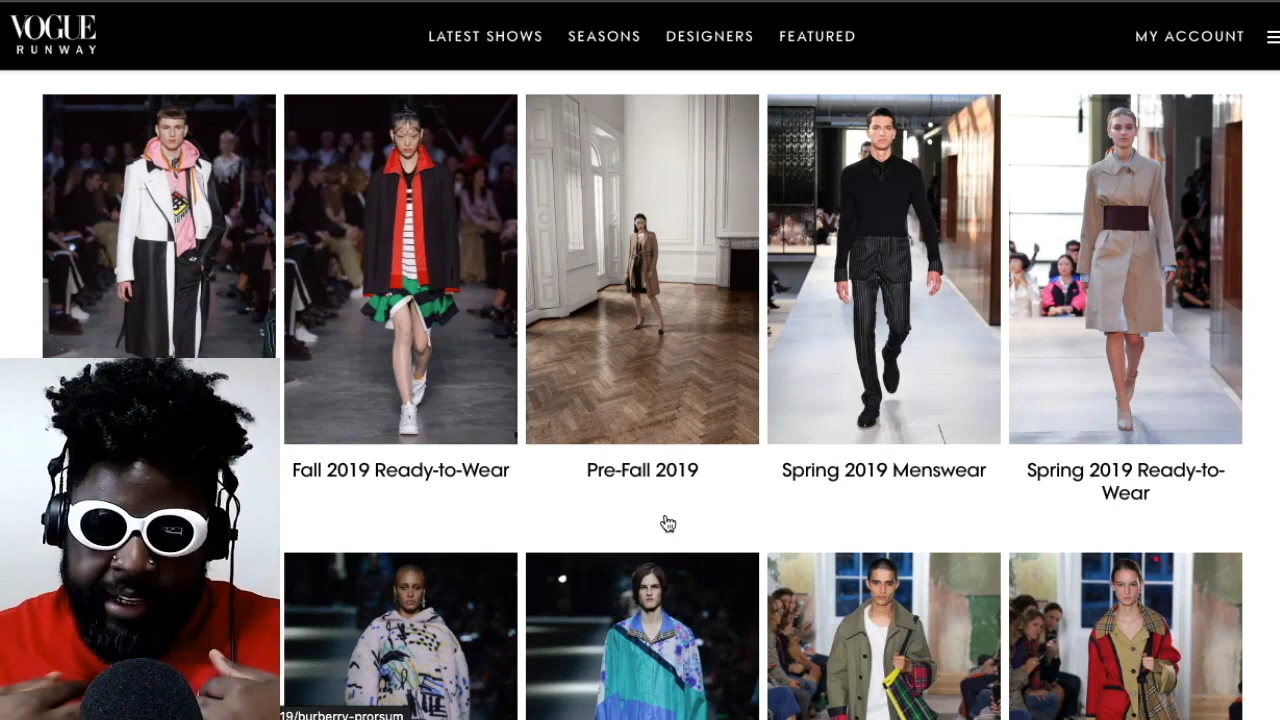 VOGUE
RUNWAY
LATEST SHOWS SEASONS DESIGNERS FEATURED
MY ACCOUNT
Fall 2019 Ready-to-Wear
Pre-Fall 2019
Spring 2019 Menswear
Spring 2019 Ready-to-
Wear
19/burberry-prorsum